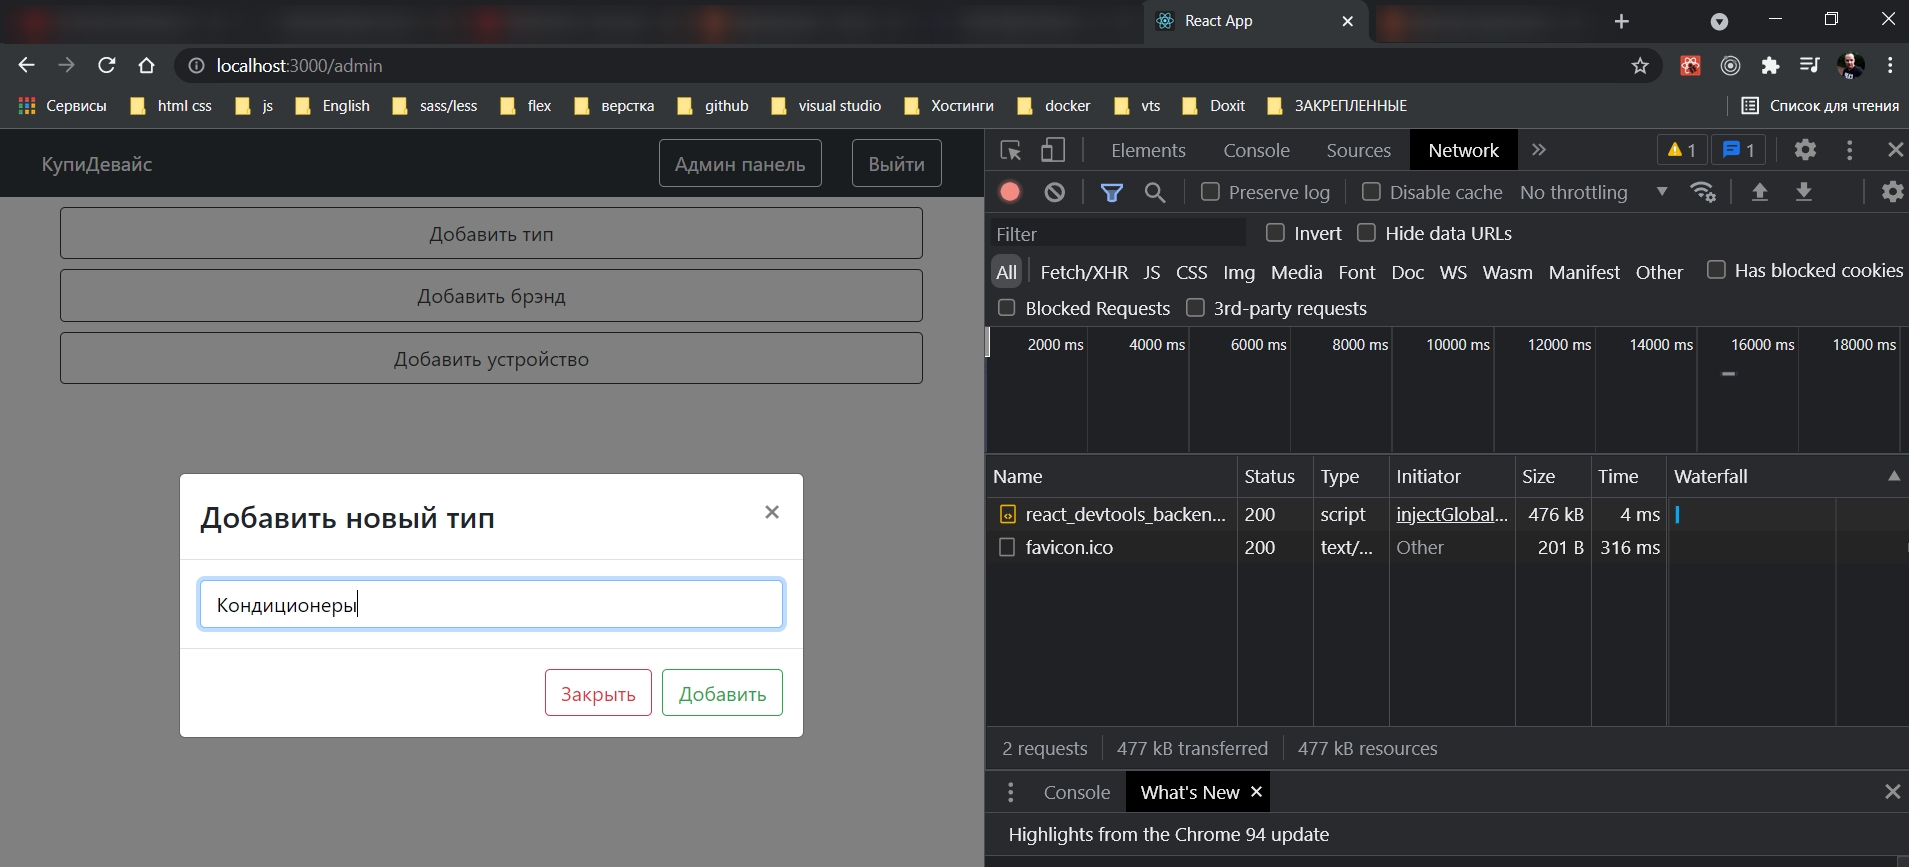 React App
localhost:3000/admin
Сервисы html css js English sass/less flex верстка github visual studio Хостинги docker vts Doxit ЗАКРЕПЛЕННЫЕ Список для чтения
КупиДевайс Админ панель Выйти
Добавить тип
Добавить брэнд
Добавить устройство
Добавить новый тип ×
Кондиционеры
Закрыть Добавить
Elements Console Sources Network » 1 1
Preserve log Disable cache No throttling
Filter Invert Hide data URLs
All Fetch/XHR JS CSS Img Media Font Doc WS Wasm Manifest Other Has blocked cookies
Blocked Requests 3rd-party requests
2000 ms 4000 ms 6000 ms 8000 ms 10000 ms 12000 ms 14000 ms 16000 ms 18000 ms
Name Status Type Initiator Size Time Waterfall
react_devtools_backen... 200 script injectGlobal... 476 kB 4 ms
favicon.ico 200 text/... Other 201 B 316 ms
2 requests 477 kB transferred 477 kB resources
Console What's New
Highlights from the Chrome 94 update